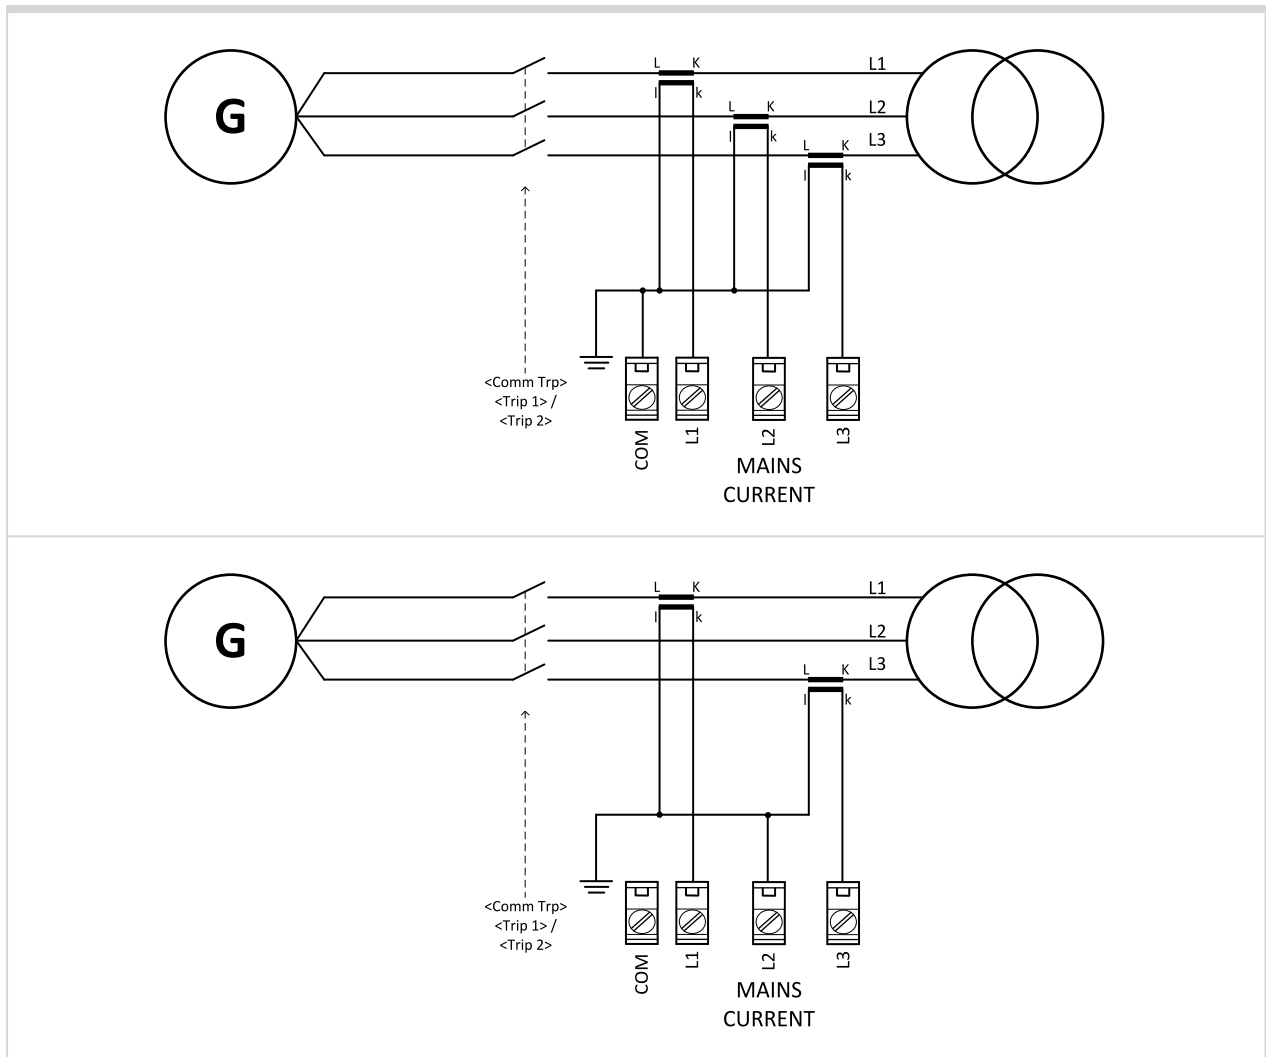 L K L1
G l k
L K L2
l k
L K L3
l k
<Comm Trp>
<Trip 1> /
<Trip 2>
COM L1 L2 L3
MAINS
CURRENT
L K L1
G l k
L2
L K L3
l k
<Comm Trp>
<Trip 1> /
<Trip 2>
COM L1 L2 L3
MAINS
CURRENT